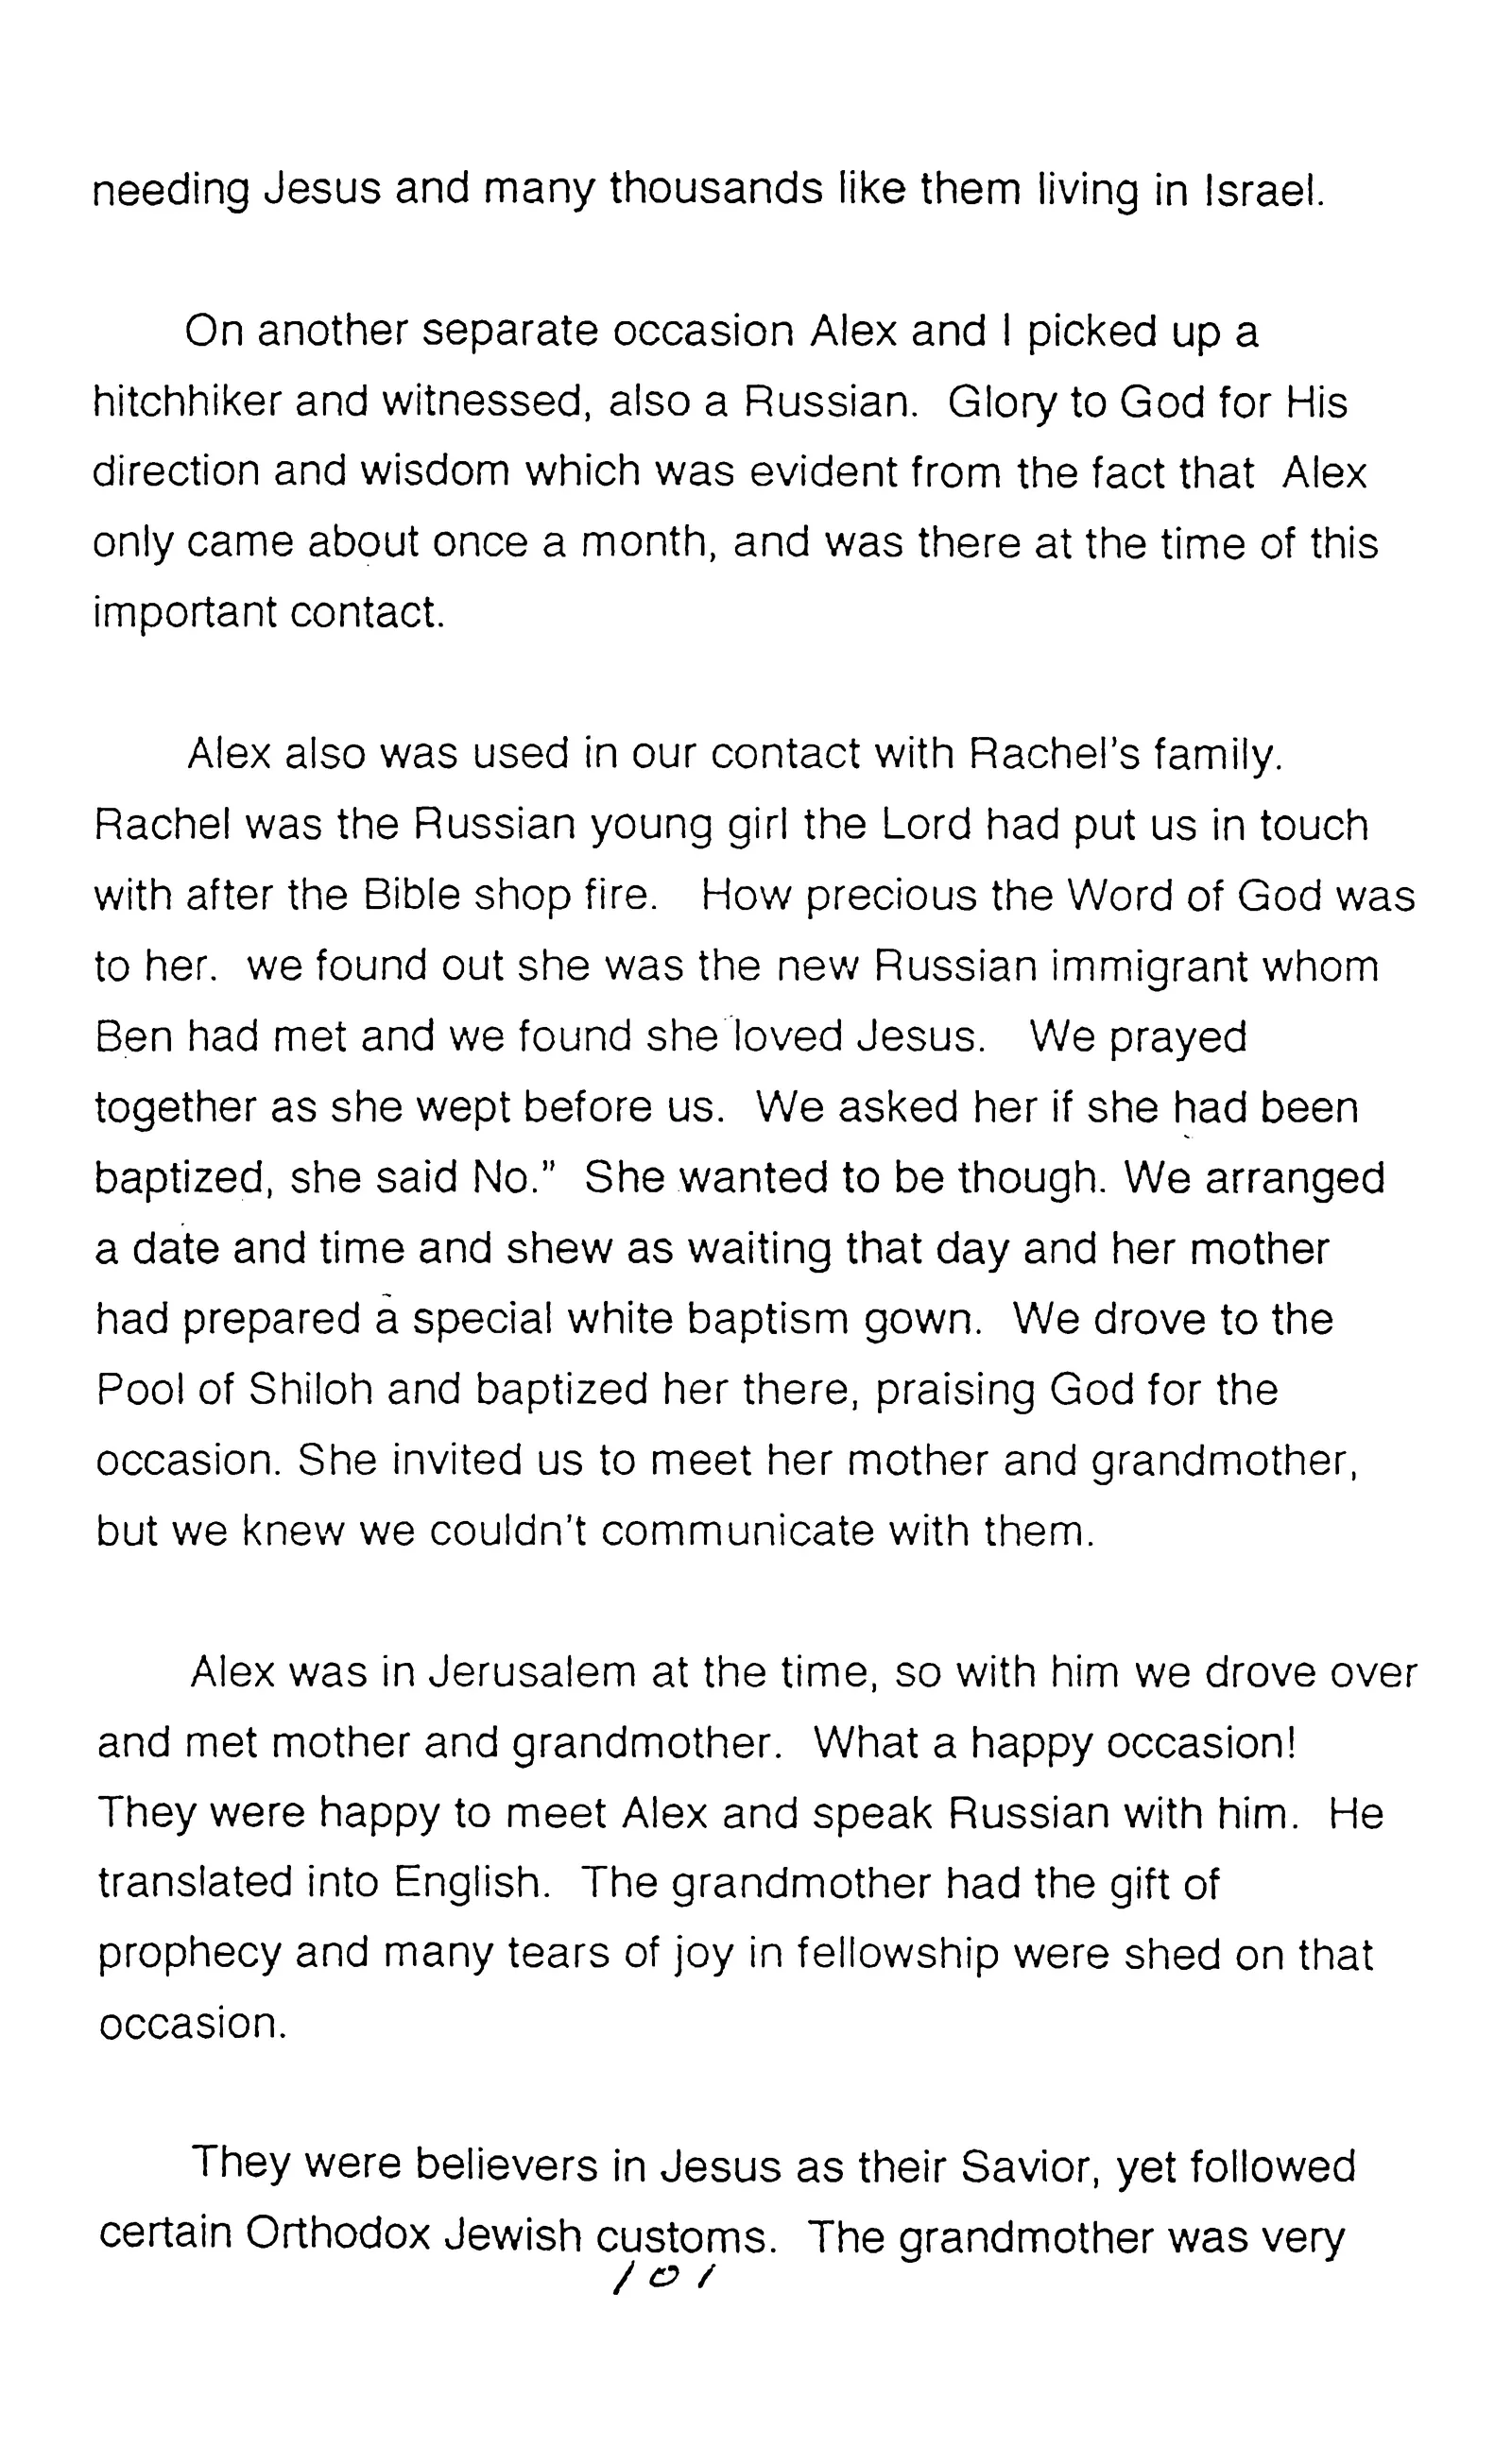 needing Jesus and many thousands like them living in Israel.
On another separate occasion Alex and I picked up a
hitchhiker and witnessed, also a Russian. Glory to God for His
direction and wisdom which was evident from the fact that Alex
only came about once a month, and was there at the time of this
important contact.
Alex also was used in our contact with Rachel's family.
Rachel was the Russian young girl the Lord had put us in touch
with after the Bible shop fire. How precious the Word of God was
to her. we found out she was the new Russian immigrant whom
Ben had met and we found she loved Jesus. We prayed
together as she wept before us. We asked her if she had been
baptized, she said No." She wanted to be though. We arranged
a date and time and shew as waiting that day and her mother
had prepared a special white baptism gown. We drove to the
Pool of Shiloh and baptized her there, praising God for the
occasion. She invited us to meet her mother and grandmother,
but we knew we couldn't communicate with them.
Alex was in Jerusalem at the time, so with him we drove over
and met mother and grandmother. What a happy occasion!
They were happy to meet Alex and speak Russian with him. He
translated into English. The grandmother had the gift of
prophecy and many tears of joy in fellowship were shed on that
occasion.
They were believers in Jesus as their Savior, yet followed
certain Orthodox Jewish customs. The grandmother was very
101